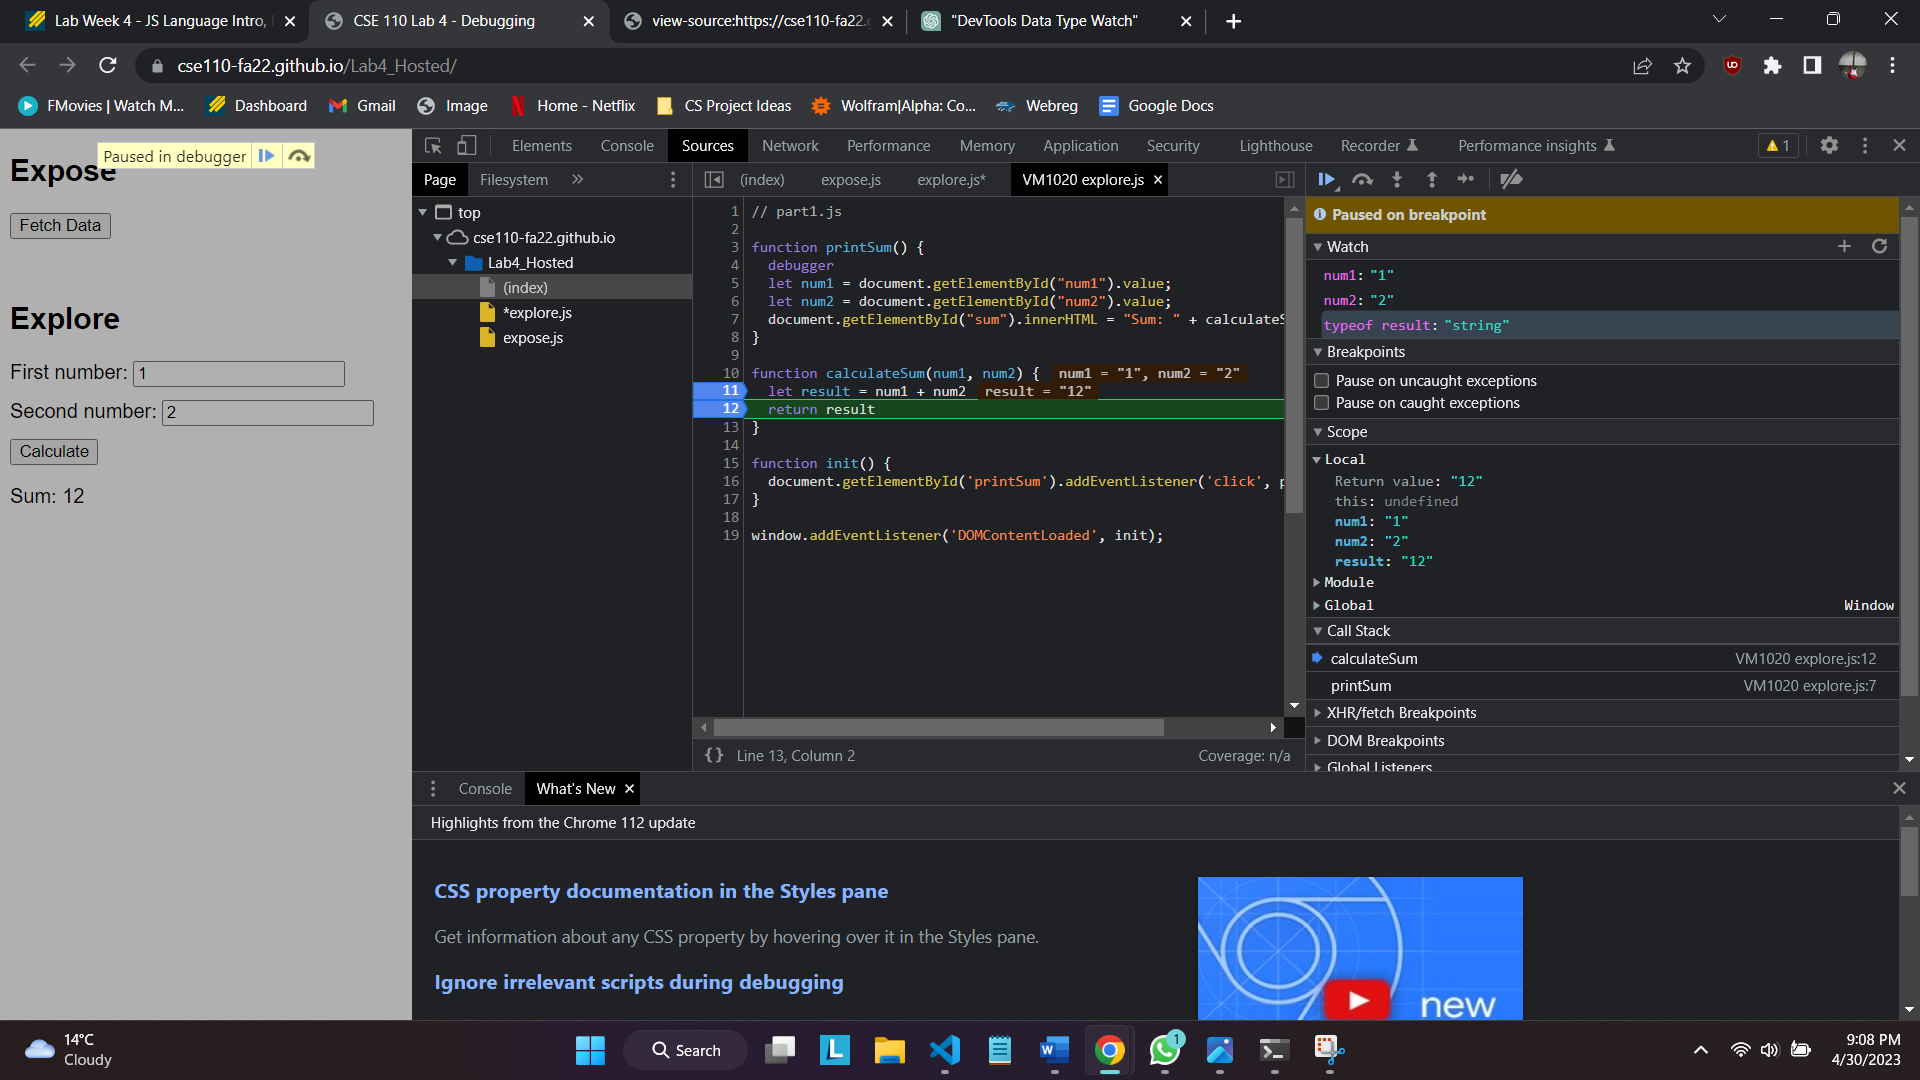 Lab Week 4 - JS Language Intro,
CSE 110 Lab 4 - Debugging
view-source:https://cse110-fa22.g
"DevTools Data Type Watch"
cse110-fa22.github.io/Lab4_Hosted/
FMovies | Watch M...
Dashboard
Gmail
Image
Home - Netflix
CS Project Ideas
Wolfram|Alpha: Co...
Webreg
Google Docs
Paused in debugger
Expose
Fetch Data
Explore
First number: 1
Second number: 2
Calculate
Sum: 12
Elements Console Sources Network Performance Memory Application Security Lighthouse Recorder Performance insights 1
Page Filesystem »
(index) expose.js explore.js* VM1020 explore.js ×
top
cse110-fa22.github.io
Lab4_Hosted
(index)
*explore.js
expose.js
1 // part1.js
2
3 function printSum() {
4 debugger
5 let num1 = document.getElementById("num1").value;
6 let num2 = document.getElementById("num2").value;
7 document.getElementById("sum").innerHTML = "Sum: " + calculateS
8 }
9
10 function calculateSum(num1, num2) { num1 = "1", num2 = "2"
11 let result = num1 + num2 result = "12"
12 return result
13 }
14
15 function init() {
16 document.getElementById('printSum').addEventListener('click', p
17 }
18
19 window.addEventListener('DOMContentLoaded', init);
{} Line 13, Column 2
Coverage: n/a
Paused on breakpoint
Watch
num1: "1"
num2: "2"
typeof result: "string"
Breakpoints
Pause on uncaught exceptions
Pause on caught exceptions
Scope
Local
Return value: "12"
this: undefined
num1: "1"
num2: "2"
result: "12"
Module
Global Window
Call Stack
calculateSum VM1020 explore.js:12
printSum VM1020 explore.js:7
XHR/fetch Breakpoints
DOM Breakpoints
Global Listeners
Console What's New ×
Highlights from the Chrome 112 update
CSS property documentation in the Styles pane
Get information about any CSS property by hovering over it in the Styles pane.
Ignore irrelevant scripts during debugging
new
14°C
Cloudy
Search
1
9:08 PM
4/30/2023